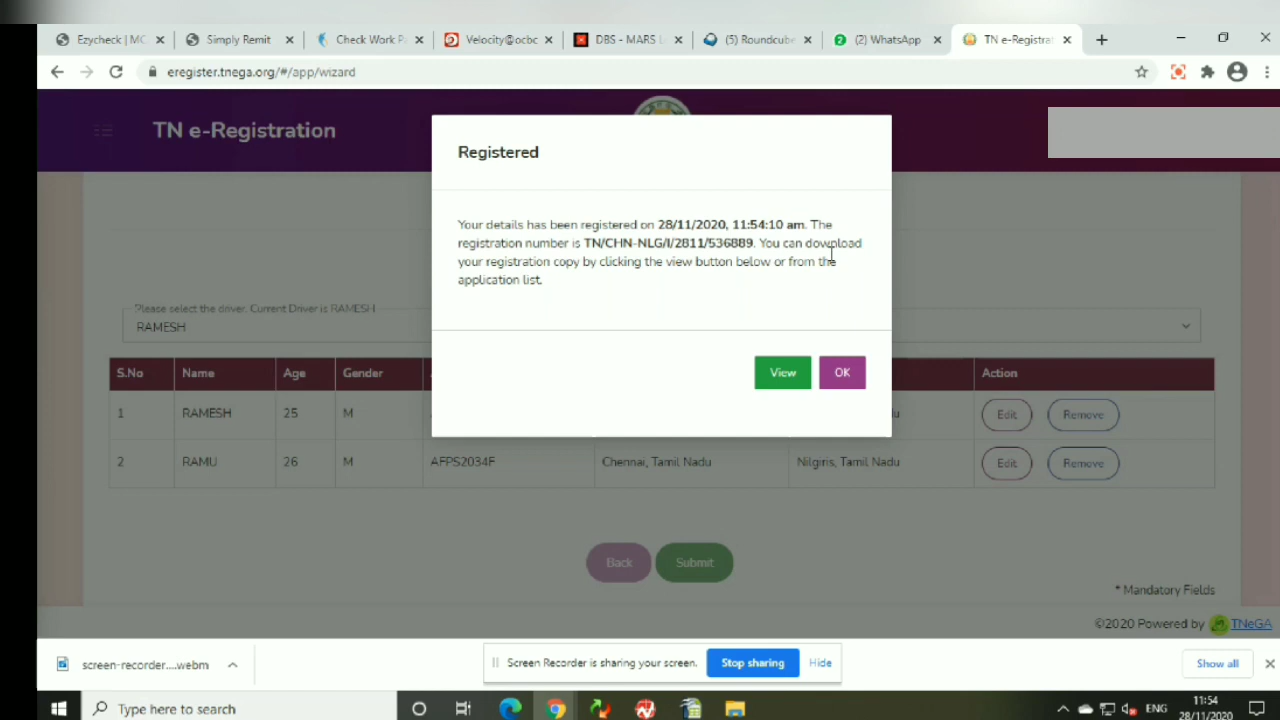 Ezycheck | MC
Simply Remit
Check Work P
Velocity@ocbc
DBS - MARS L
(5) Roundcube
(2) WhatsApp
TN e-Registrat
eregister.tnega.org/#/app/wizard
TN e-Registration
Registered
Your details has been registered on 28/11/2020, 11:54:10 am. The
registration number is TN/CHN-NLG/I/2811/536889. You can download
your registration copy by clicking the view button below or from the
application list.
View OK
Please select the driver. Current Driver is RAMESH
RAMESH
S.No Name Age Gender Action
1 RAMESH 25 M Edit Remove
2 RAMU 26 M AFPS2034F Chennai, Tamil Nadu Nilgiris, Tamil Nadu Edit Remove
Back Submit
* Mandatory Fields
©2020 Powered by TNeGA
screen-recorder....webm
Screen Recorder is sharing your screen. Stop sharing Hide
Show all
Type here to search
ENG
11:54
28/11/2020